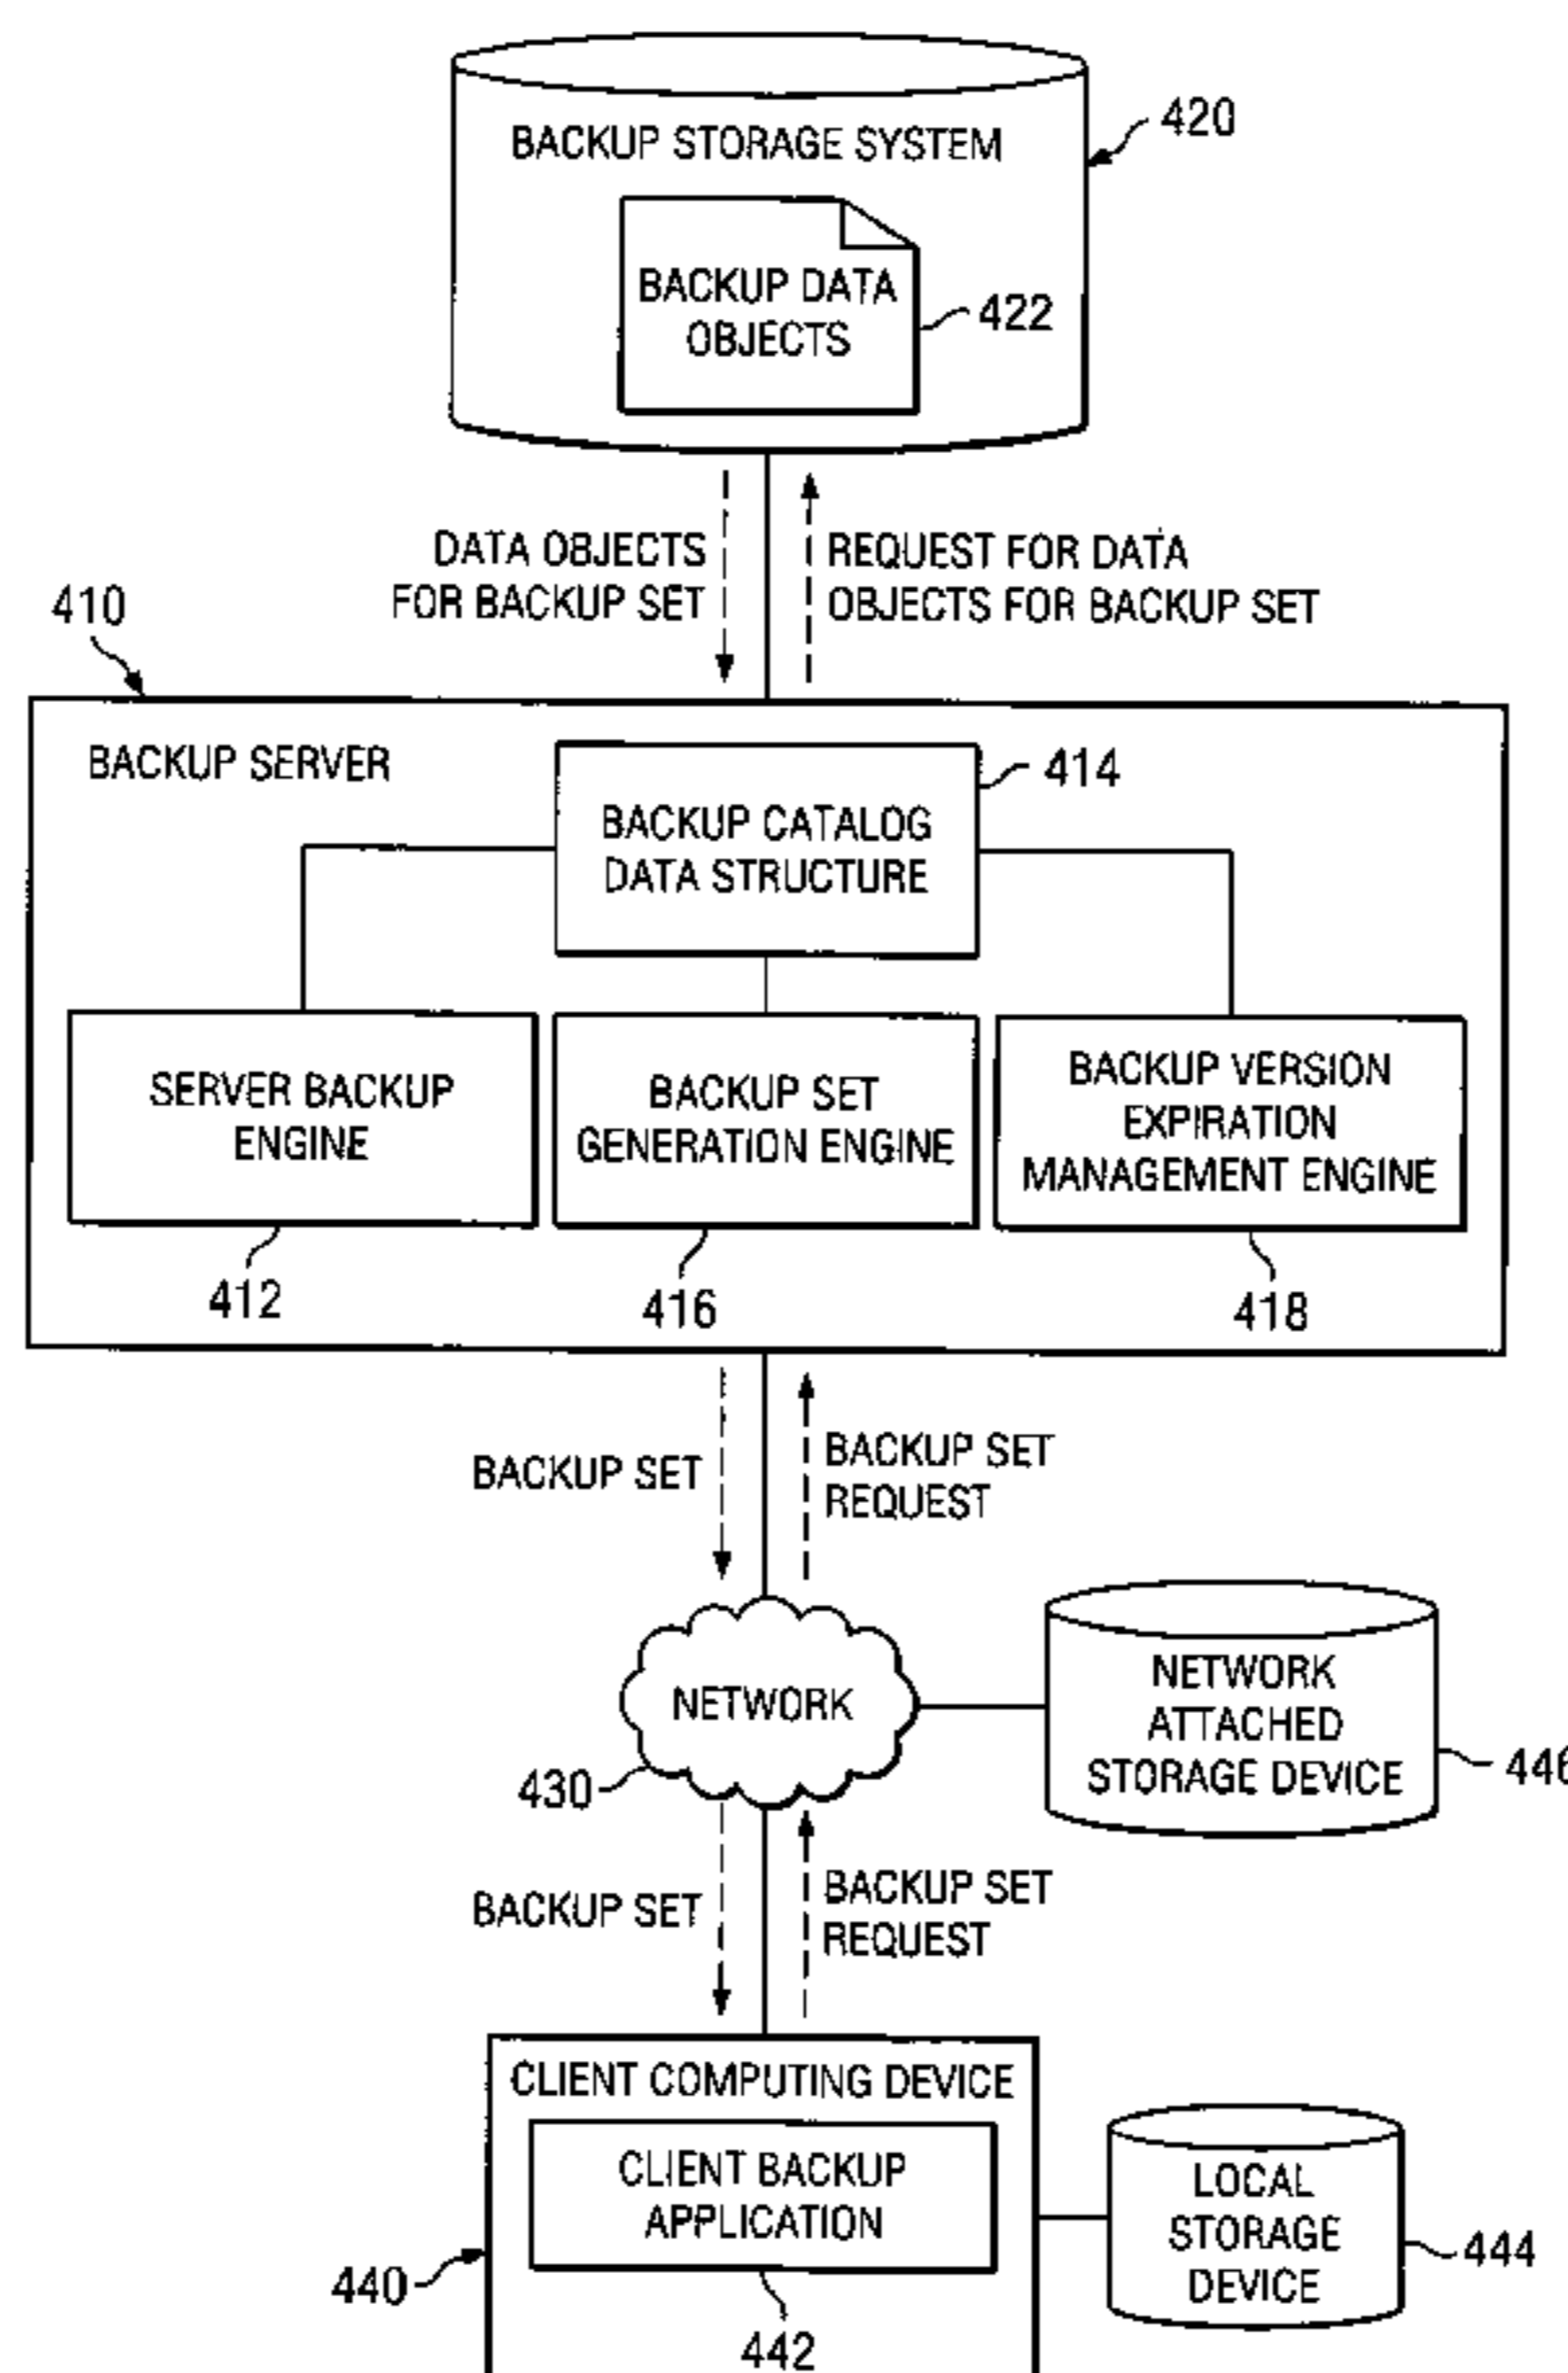 BACKUP STORAGE SYSTEM
420
BACKUP DATA
OBJECTS
422
DATA OBJECTS
FOR BACKUP SET
REQUEST FOR DATA
OBJECTS FOR BACKUP SET
410
BACKUP SERVER
414
BACKUP CATALOG
DATA STRUCTURE
SERVER BACKUP
ENGINE
BACKUP SET
GENERATION ENGINE
BACKUP VERSION
EXPIRATION
MANAGEMENT ENGINE
412
416
418
BACKUP SET
BACKUP SET
REQUEST
NETWORK
430
NETWORK
ATTACHED
STORAGE DEVICE
446
BACKUP SET
BACKUP SET
REQUEST
CLIENT COMPUTING DEVICE
CLIENT BACKUP
APPLICATION
440
442
LOCAL
STORAGE
DEVICE
444